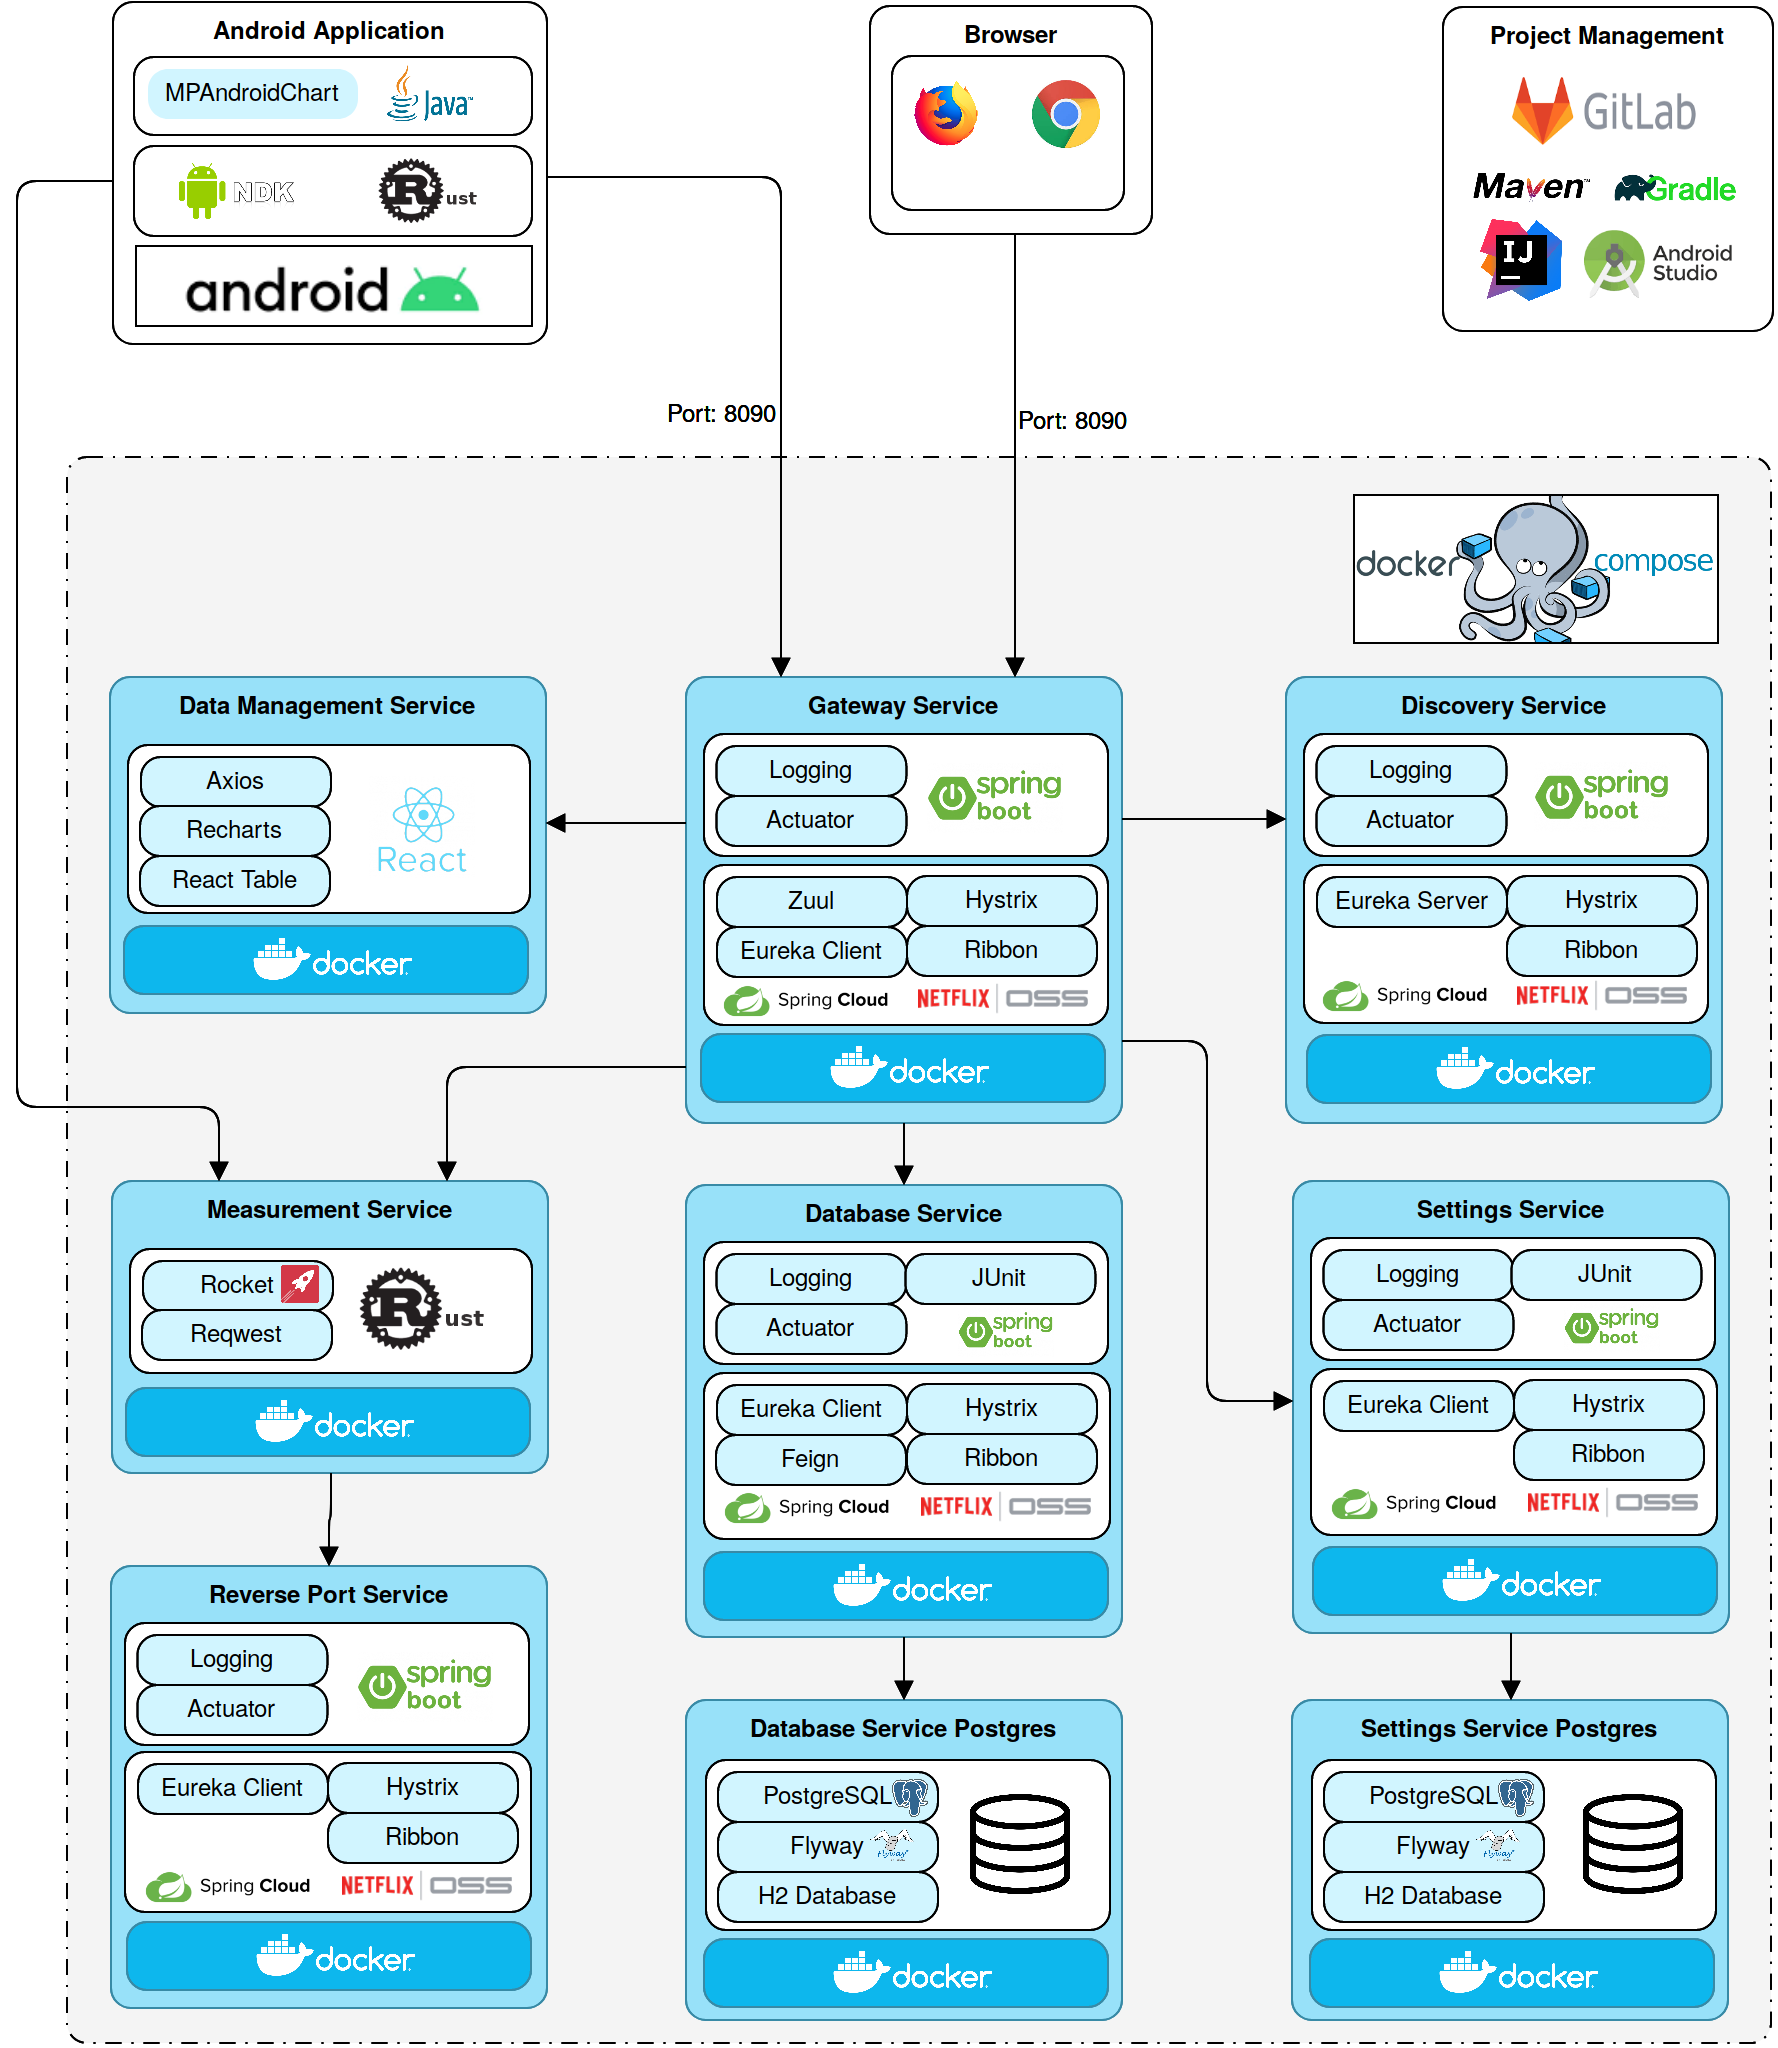 Android Application
MPAndroidChart
Java™
NDK
Rust
android
Browser
Project Management
GitLab
Maven™
Gradle
IJ
Android
Studio
Port: 8090
Port: 8090
docker
compose
Data Management Service
Axios
Recharts
React Table
React
docker
Gateway Service
Logging
Actuator
spring
boot
Zuul
Hystrix
Eureka Client
Ribbon
Spring Cloud
NETFLIX OSS
docker
Discovery Service
Logging
Actuator
spring
boot
Eureka Server
Hystrix
Ribbon
Spring Cloud
NETFLIX OSS
docker
Measurement Service
Rocket
Reqwest
Rust
docker
Database Service
Logging
JUnit
Actuator
spring
boot
Eureka Client
Hystrix
Feign
Ribbon
Spring Cloud
NETFLIX OSS
docker
Settings Service
Logging
JUnit
Actuator
spring
boot
Eureka Client
Hystrix
Ribbon
Spring Cloud
NETFLIX OSS
docker
Reverse Port Service
Logging
Actuator
spring
boot
Eureka Client
Hystrix
Ribbon
Spring Cloud
NETFLIX OSS
docker
Database Service Postgres
PostgreSQL
Flyway
Flyway
H2 Database
docker
Settings Service Postgres
PostgreSQL
Flyway
Flyway
H2 Database
docker